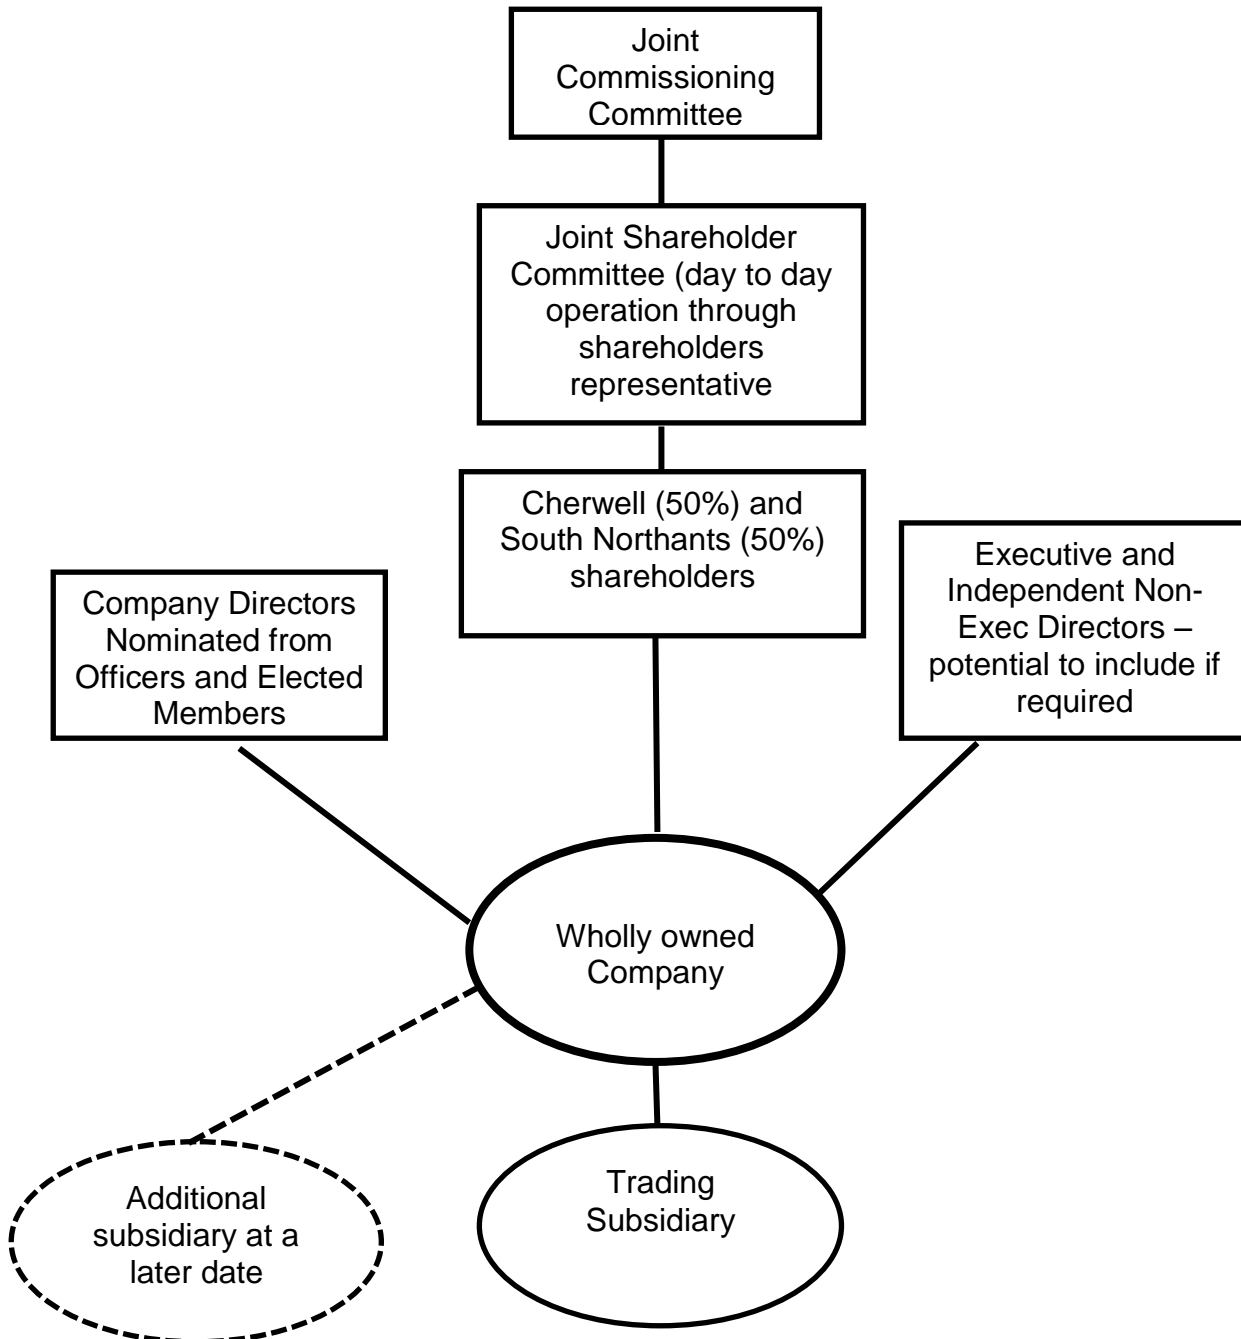 Joint
Commissioning
Committee
Joint Shareholder
Committee (day to day
operation through
shareholders
representative
Cherwell (50%) and
South Northants (50%)
shareholders
Company Directors
Nominated from
Officers and Elected
Members
Executive and
Independent Non-
Exec Directors –
potential to include if
required
Wholly owned
Company
Additional
subsidiary at a
later date
Trading
Subsidiary